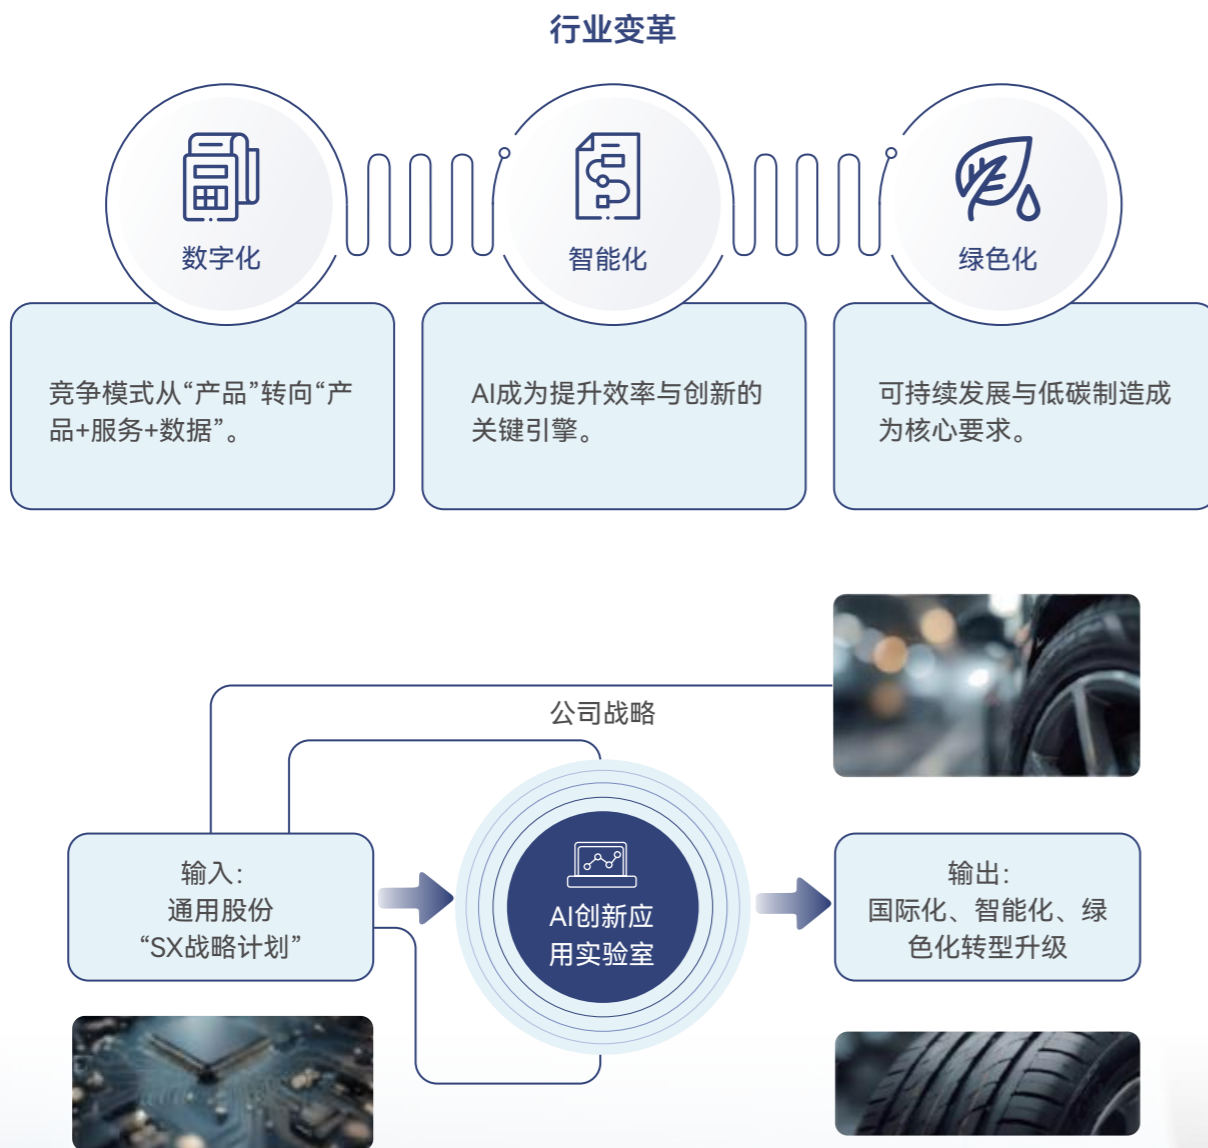 行业变革
数字化
智能化
绿色化
竞争模式从“产品”转向“产
品+服务+数据”。
AI成为提升效率与创新的
关键引擎。
可持续发展与低碳制造成
为核心要求。
公司战略
输入:
通用股份
“SX战略计划”
AI创新应
用实验室
输出:
国际化、智能化、绿
色化转型升级